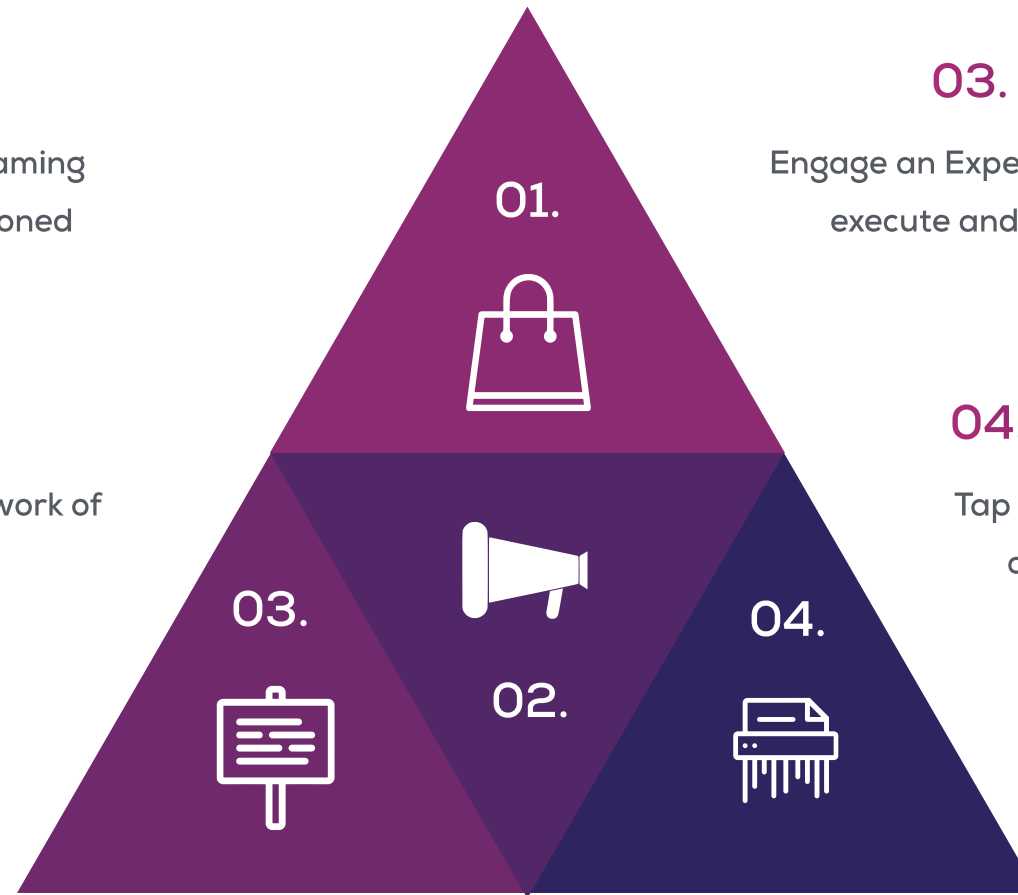 aming
oned
work of
01.
03.
02.
04.
03.
Engage an Expe
execute and
04
Tap